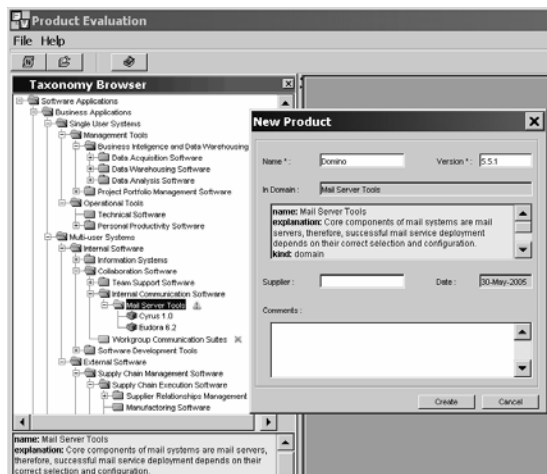 Product Evaluation
File Help
Taxonomy Browser
Software Applications
Business Applications
Single User Systems
Management Tools
Business Inteligence and Data Warehousing
Data Acquisition Software
Data Warehousing Software
Data Analysis Software
Project Portfolio Management Software
Operational Tools
Technical Software
Personal Productivity Software
Multi-user Systems
Internal Software
Information Systems
Collaboration Software
Team Support Software
Internal Communication Software
Mail Server Tools
Cyrus 1.0
Eudora 6.2
Workgroup Communication Suites
Software Development Tools
External Software
Supply Chain Management Software
Supply Chain Execution Software
Supplier Relationships Management
Manufactoring Software
name: Mail Server Tools
explanation: Core components of mail systems are mail servers,
therefore, successful mail service deployment depends on their
correct selection and configuration.
New Product
Name * : Domino Version * : 5.5.1
In Domain : Mail Server Tools
name: Mail Server Tools
explanation: Core components of mail systems are mail
servers, therefore, successful mail service deployment
depends on their correct selection and configuration.
kind: domain
Supplier : Date : 30-May-2005
Comments :
Create Cancel